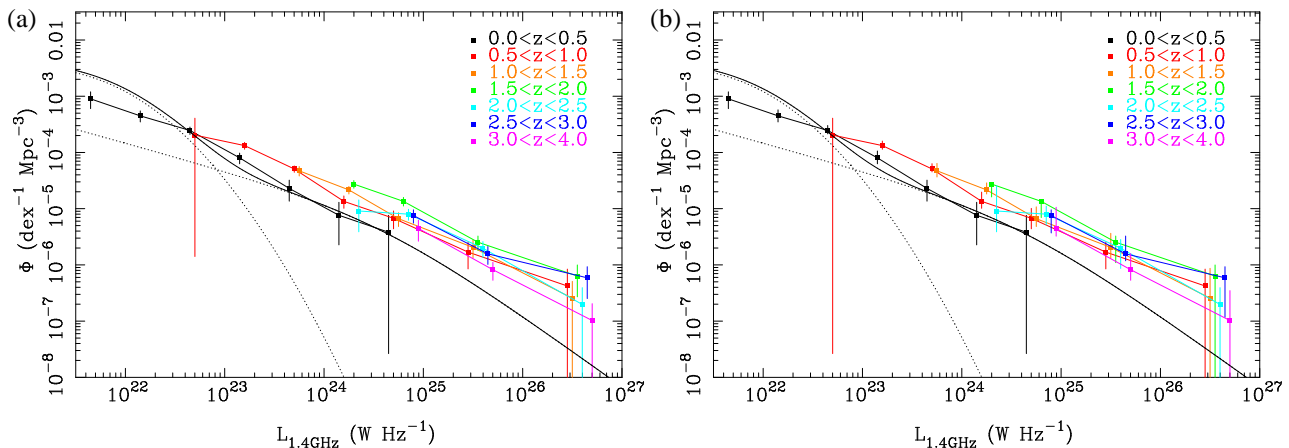 (a)
0.01
10⁻³
10⁻⁴
10⁻⁵
10⁻⁶
10⁻⁷
10⁻⁸
Φ (dex⁻¹ Mpc⁻³)
0.0<z<0.5
0.5<z<1.0
1.0<z<1.5
1.5<z<2.0
2.0<z<2.5
2.5<z<3.0
3.0<z<4.0
10²² 10²³ 10²⁴ 10²⁵ 10²⁶ 10²⁷
L₁.₄GHz (W Hz⁻¹)
(b)
0.01
10⁻³
10⁻⁴
10⁻⁵
10⁻⁶
10⁻⁷
10⁻⁸
Φ (dex⁻¹ Mpc⁻³)
0.0<z<0.5
0.5<z<1.0
1.0<z<1.5
1.5<z<2.0
2.0<z<2.5
2.5<z<3.0
3.0<z<4.0
10²² 10²³ 10²⁴ 10²⁵ 10²⁶ 10²⁷
L₁.₄GHz (W Hz⁻¹)